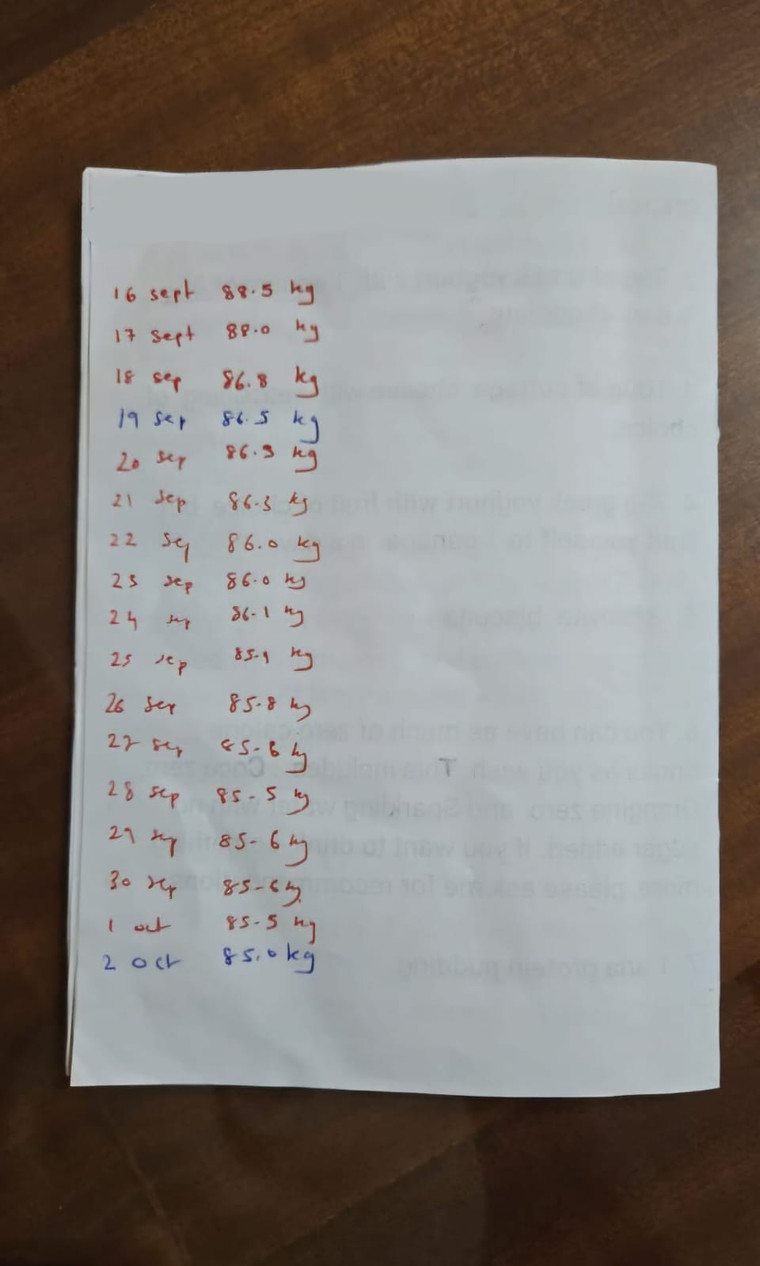 16 sept 88.5 kg
17 sept 88.0 kg
18 sep 86.8 kg
19 sep 86.5 kg
20 sep 86.3 kg
21 sep 86.3 kg
22 sep 86.0 kg
23 sep 86.0 kg
24 sep 86.1 kg
25 sep 85.9 kg
26 sep 85.8 kg
27 sep kg
28 sep 85-5 kg
29 sep 85-6 kg
30 sep 85-6 kg
1 oct 85-5 kg
2 oct 85.0 kg